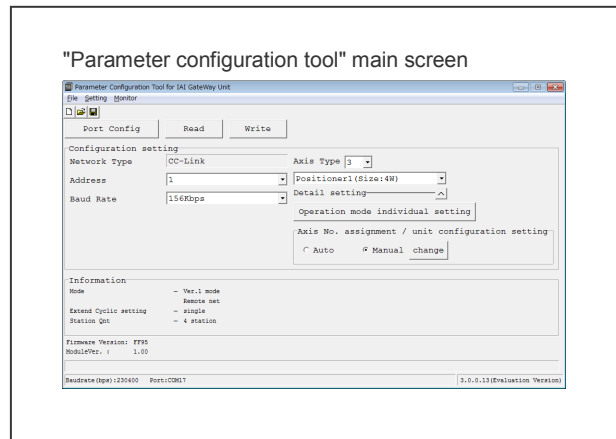 "Parameter configuration tool" main screen
Parameter Configuration Tool for IAI GateWay Unit
File Setting Monitor
Port Config Read Write
Configuration setting
Network Type CC-Link Axis Type 3
Address 1 Positioner1(Size:4W)
Detail setting
Baud Rate 156Kbps
Operation mode individual setting
Axis No. assignment / unit configuration setting
Auto Manual change
Information
Mode — Ver.1 mode
Remote net
Extend Cyclic setting — single
Station Qnt — 4 station
Firmware Version: FF95
ModuleVer. : 1.00
Baudrate(bps):230400 Port:COM17 3.0.0.13(Evaluation Version)